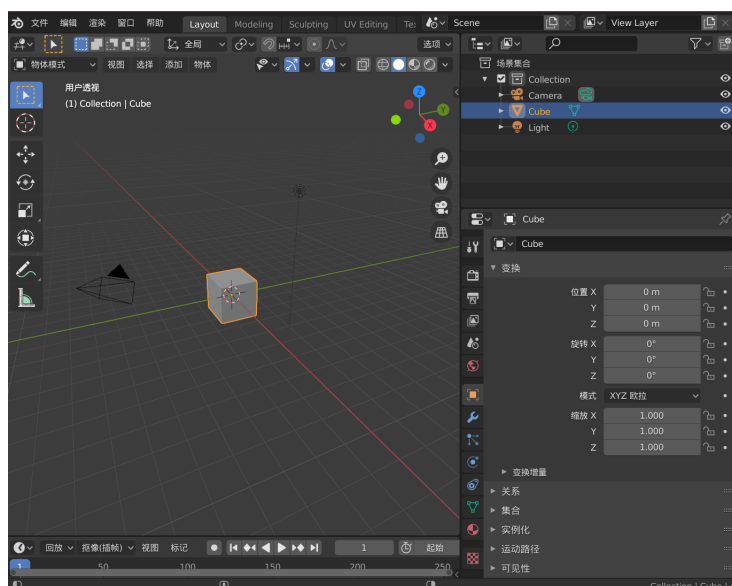 文件 编辑 渲染 窗口 帮助 Layout Modeling Sculpting UV Editing Te Scene View Layer
全局 选项
物体模式 视图 选择 添加 物体
用户透视
(1) Collection | Cube
Z
Y
X
场景集合
Collection
Camera
Cube
Light
Cube
Cube
变换
位置 X 0 m
Y 0 m
Z 0 m
旋转 X 0°
Y 0°
Z 0°
模式 XYZ 欧拉
缩放 X 1.000
Y 1.000
Z 1.000
变换增量
关系
集合
实例化
运动路径
可见性
回放 抠像(插帧) 视图 标记 1 起始
1 50 100 150 200 250
Collection | Cube |